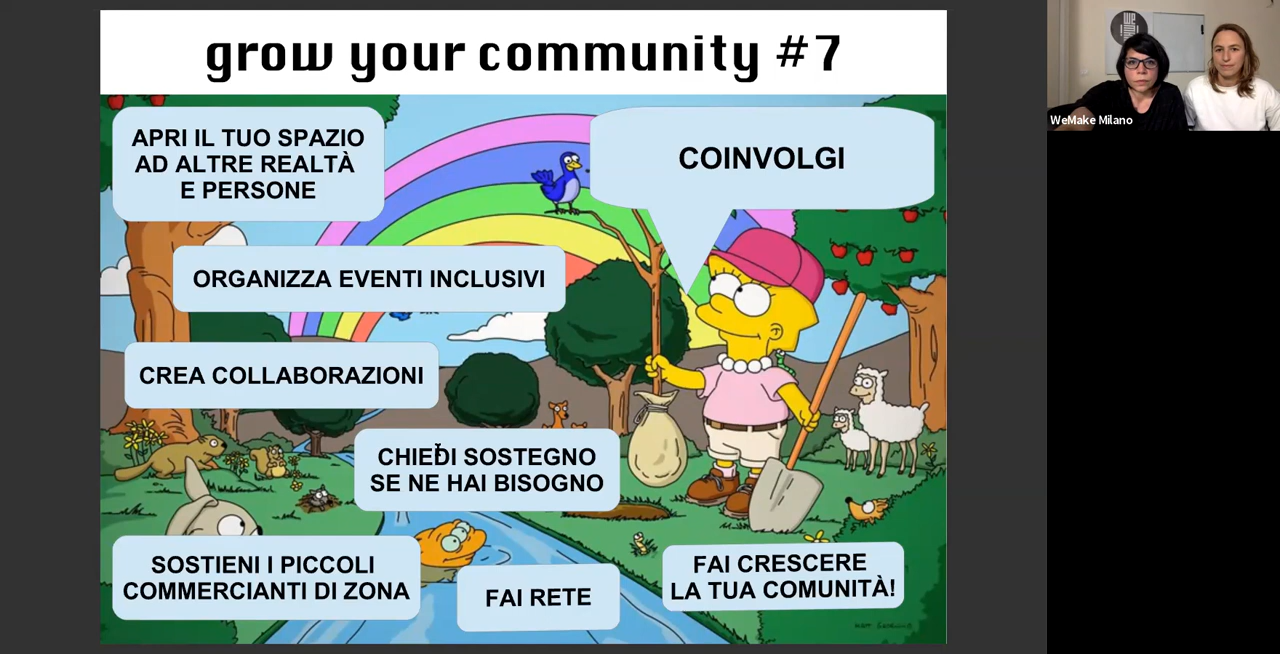 grow your community #7
APRI IL TUO SPAZIO
AD ALTRE REALTÀ
E PERSONE
COINVOLGI
ORGANIZZA EVENTI INCLUSIVI
CREA COLLABORAZIONI
CHIEDI SOSTEGNO
SE NE HAI BISOGNO
SOSTIENI I PICCOLI
COMMERCIANTI DI ZONA
FAI RETE
FAI CRESCERE
LA TUA COMUNITÀ!
MATT GROENING
WeMake Milano